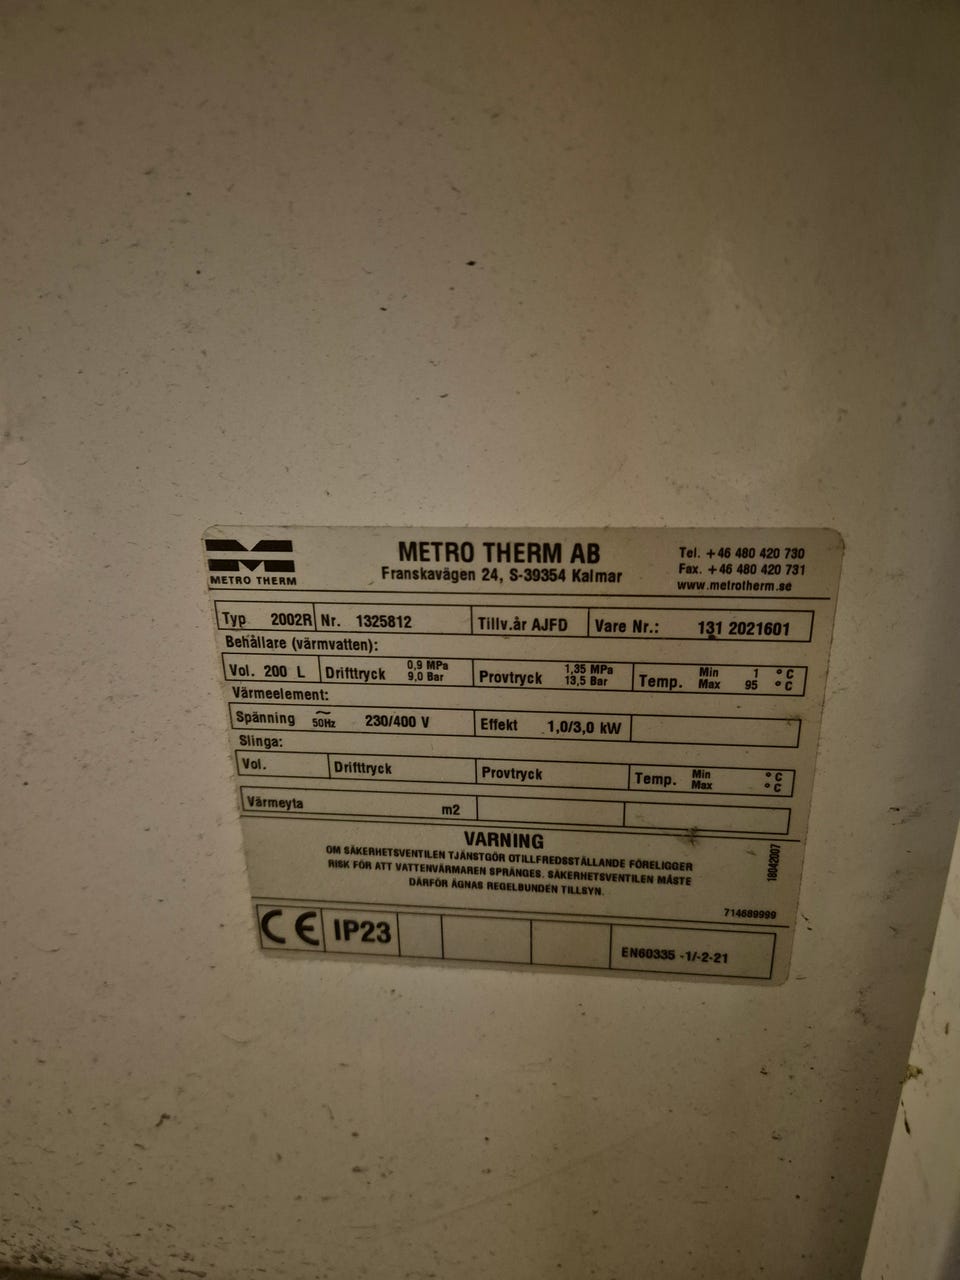 METRO THERM
METRO THERM AB
Franskavägen 24, S-39354 Kalmar
Tel. +46 480 420 730
Fax. +46 480 420 731
www.metrotherm.se
Typ 2002R Nr. 1325812 Tillv.år AJFD Vare Nr.: 131 2021601
Behållare (värmvatten):
Vol. 200 L Drifttryck 0,9 MPa 9,0 Bar Provtryck 1,35 MPa 13,5 Bar Temp. Min 1 °C Max 95 °C
Värmeelement:
Spänning ~ 50Hz 230/400 V Effekt 1,0/3,0 kW
Slinga:
Vol. Drifttryck Provtryck Temp. Min °C Max °C
Värmeyta m2
VARNING
OM SÄKERHETSVENTILEN TJÄNSTGÖR OTILLFREDSSTÄLLANDE FÖRELIGGER
RISK FÖR ATT VATTENVÄRMAREN SPRÄNGES. SÄKERHETSVENTILEN MÅSTE
DÄRFÖR ÄGNAS REGELBUNDEN TILLSYN.
18042007
714689999
CE IP23 EN60335 -1/-2-21